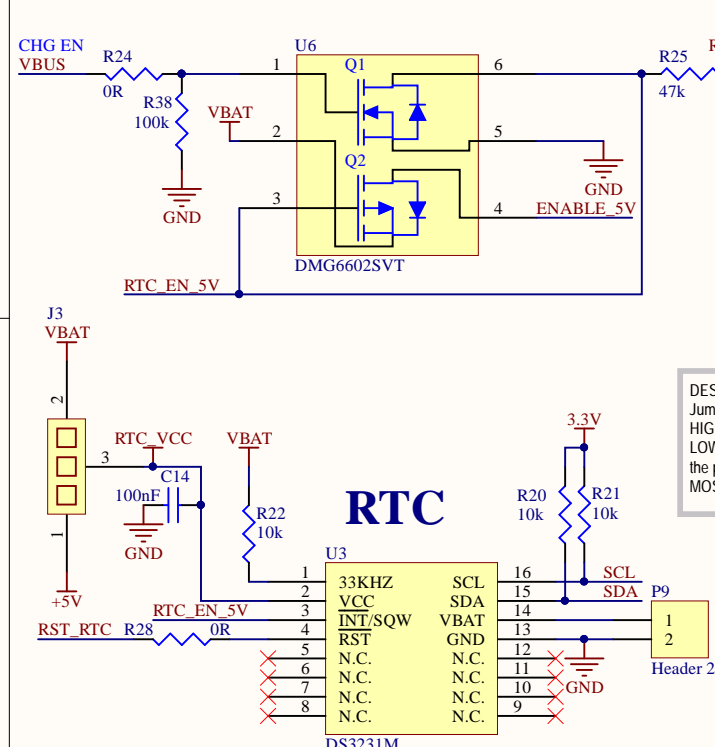 CHG EN
VBUS
R24
0R
R38
100k
GND
VBAT
U6
1
2
3
Q1
Q2
6
5
4
DMG6602SVT
GND
ENABLE_5V
R25
47k
RTC_EN_5V
J3
VBAT
2
3
1
+5V
RTC_VCC
C14
100nF
GND
VBAT
R22
10k
RTC
3.3V
R20
10k
R21
10k
DES
Jum
HIG
LOW
the p
MOS
U3
1 33KHZ SCL 16 SCL
2 VCC SDA 15 SDA
RTC_EN_5V 3 INT/SQW VBAT 14
RST_RTC R28 0R 4 RST GND 13
5 N.C. N.C. 12
6 N.C. N.C. 11
7 N.C. N.C. 10
8 N.C. N.C. 9
DS3231M
GND
P9
1
2
Header 2